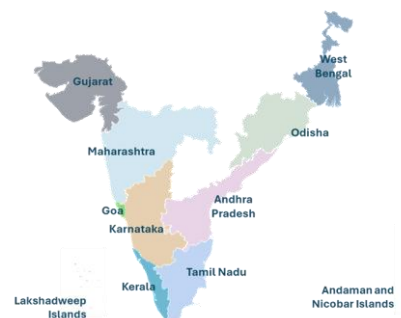 West
Bengal
Gujarat
Odisha
Maharashtra
Andhra
Pradesh
Goa
Karnataka
Tamil Nadu
Kerala
Andaman and
Nicobar Islands
Lakshadweep
Islands